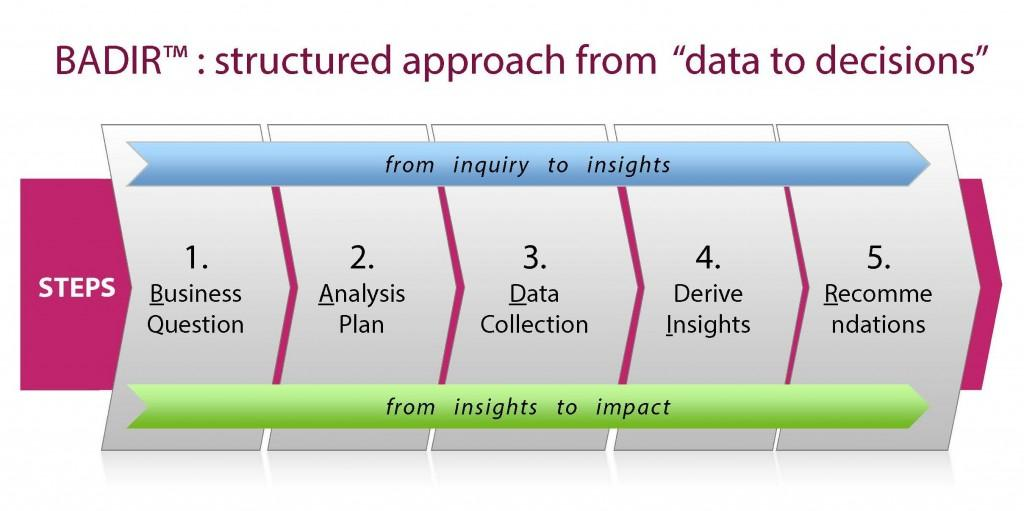 BADIR™ : structured approach from “data to decisions”
from inquiry to insights
STEPS
1.
Business
Question
2.
Analysis
Plan
3.
Data
Collection
4.
Derive
Insights
5.
Recomme
ndations
from insights to impact